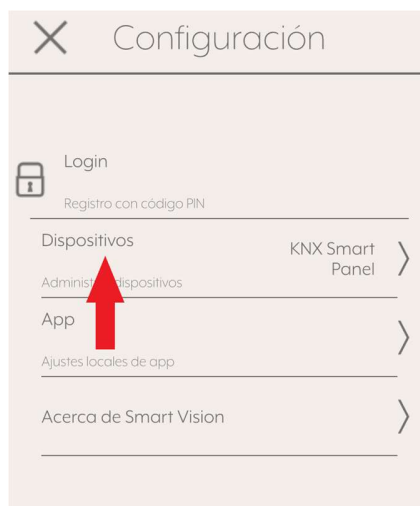 Configuración
Login
Registro con código PIN
Dispositivos
KNX Smart
Panel
dispositivos
App
Ajustes locales de app
Acerca de Smart Vision